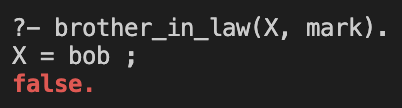 ?- brother_in_law(X, mark).
X = bob ;
false.